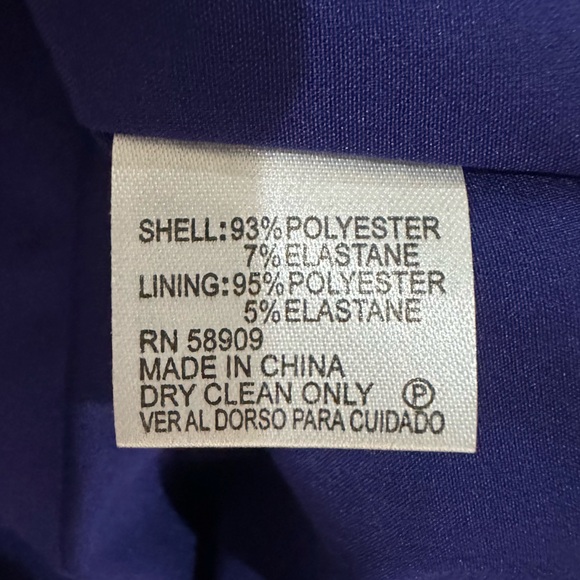 SHELL:93%POLYESTER
7%ELASTANE
LINING:95%POLYESTER
5%ELASTANE
RN 58909
MADE IN CHINA
DRY CLEAN ONLY Ⓟ
VER AL DORSO PARA CUIDADO